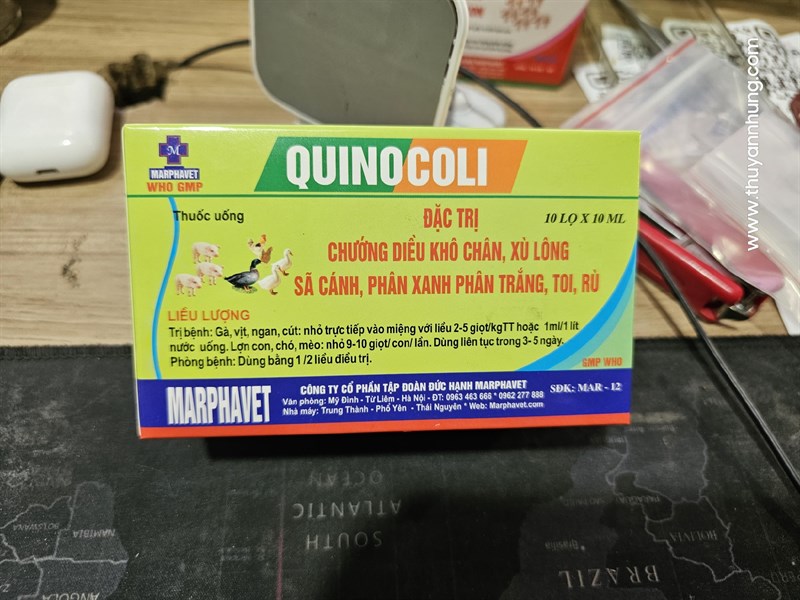 M
MARPHAVET
WHO GMP
QUINOCOLI
Thuốc uống
ĐẶC TRỊ
10 LỌ X 10 ML
CHƯỚNG DIỀU KHÔ CHÂN, XÙ LÔNG
SÃ CÁNH, PHÂN XANH PHÂN TRẮNG, TOI, RÙ
LIỀU LƯỢNG
Trị bệnh: Gà, vịt, ngan, cút: nhỏ trực tiếp vào miệng với liều 2-5 giọt/kgTT hoặc 1ml/1 lít
nước uống. Lợn con, chó, mèo: nhỏ 9-10 giọt/ con/ lần. Dùng liên tục trong 3- 5 ngày.
Phòng bệnh: Dùng bằng 1 /2 liều điều trị.
GMP WHO
MARPHAVET
CÔNG TY CỔ PHẦN TẬP ĐOÀN ĐỨC HẠNH MARPHAVET
Văn phòng: Mỹ Đình - Từ Liêm - Hà Nội - ĐT: 0963 463 666 * 0962 277 888
Nhà máy: Trung Thành - Phổ Yên - Thái Nguyên * Web: Marphavet.com
SĐK: MAR - 12
www.thuyannhung.com
SOUTH
ATLANTIC
OCEAN
BRAZIL
BOLIVIA
NAMIBIA
ANGOLA
BOTSWANA